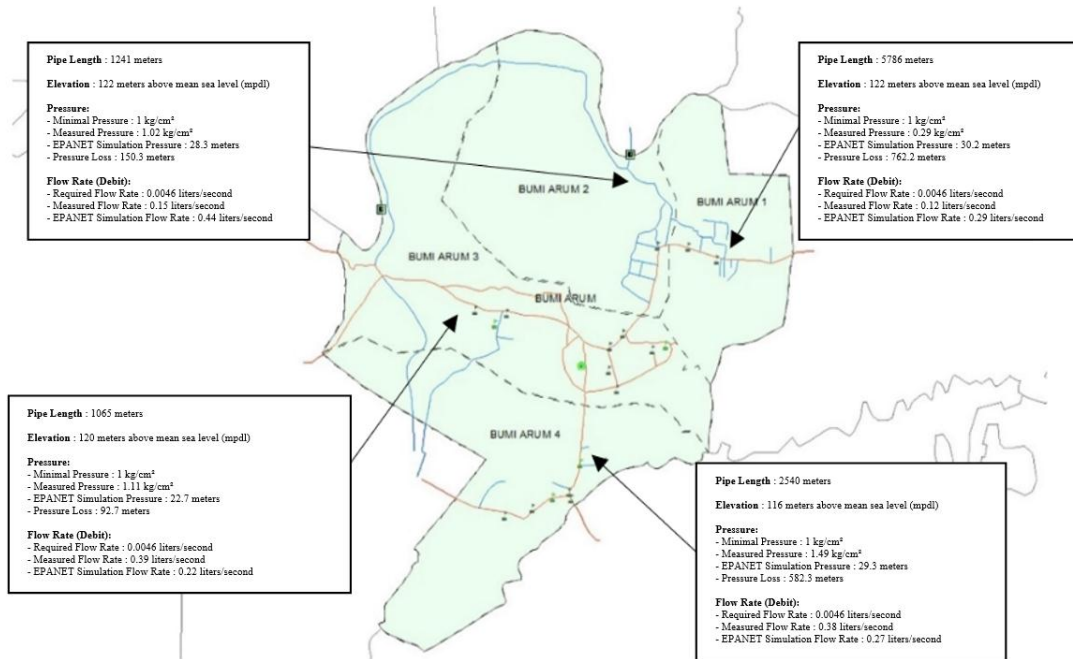 Pipe Length : 1241 meters
Elevation : 122 meters above mean sea level (mpdl)
Pressure:
- Minimal Pressure : 1 kg/cm²
- Measured Pressure : 1.02 kg/cm²
- EPANET Simulation Pressure : 28.3 meters
- Pressure Loss : 150.3 meters
Flow Rate (Debit):
- Required Flow Rate : 0.0046 liters/second
- Measured Flow Rate : 0.15 liters/second
- EPANET Simulation Flow Rate : 0.44 liters/second
Pipe Length : 5786 meters
Elevation : 122 meters above mean sea level (mpdl)
Pressure:
- Minimal Pressure : 1 kg/cm²
- Measured Pressure : 0.29 kg/cm²
- EPANET Simulation Pressure : 30.2 meters
- Pressure Loss : 762.2 meters
Flow Rate (Debit):
- Required Flow Rate : 0.0046 liters/second
- Measured Flow Rate : 0.12 liters/second
- EPANET Simulation Flow Rate : 0.29 liters/second
BUMI ARUM 2
BUMI ARUM 1
BUMI ARUM 3
BUMI ARUM
BUMI ARUM 4
Pipe Length : 1065 meters
Elevation : 120 meters above mean sea level (mpdl)
Pressure:
- Minimal Pressure : 1 kg/cm²
- Measured Pressure : 1.11 kg/cm²
- EPANET Simulation Pressure : 22.7 meters
- Pressure Loss : 92.7 meters
Flow Rate (Debit):
- Required Flow Rate : 0.0046 liters/second
- Measured Flow Rate : 0.39 liters/second
- EPANET Simulation Flow Rate : 0.22 liters/second
Pipe Length : 2540 meters
Elevation : 116 meters above mean sea level (mpdl)
Pressure:
- Minimal Pressure : 1 kg/cm²
- Measured Pressure : 1.49 kg/cm²
- EPANET Simulation Pressure : 29.3 meters
- Pressure Loss : 582.3 meters
Flow Rate (Debit):
- Required Flow Rate : 0.0046 liters/second
- Measured Flow Rate : 0.38 liters/second
- EPANET Simulation Flow Rate : 0.27 liters/second